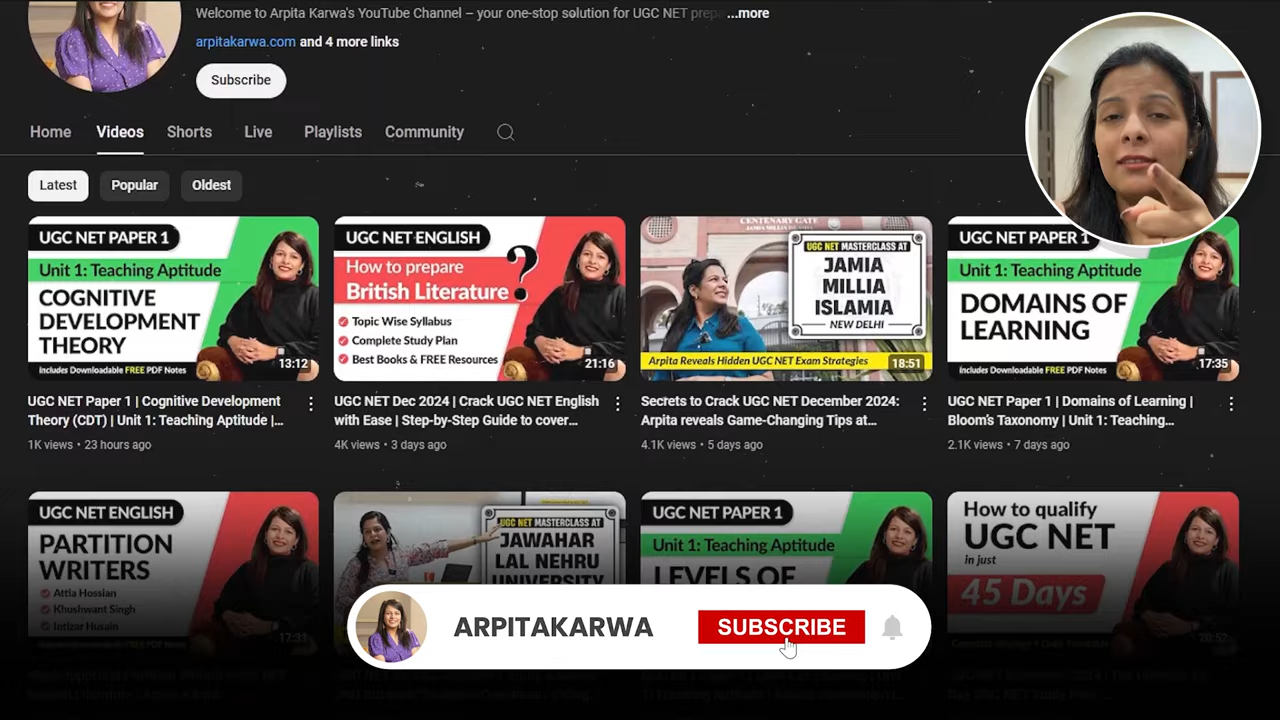 Welcome to Arpita Karwa's YouTube Channel – your one-stop solution for UGC NET prepa ...more
arpitakarwa.com and 4 more links
Subscribe
Home Videos Shorts Live Playlists Community
Latest Popular Oldest
UGC NET PAPER 1
Unit 1: Teaching Aptitude
COGNITIVE
DEVELOPMENT
THEORY
Includes Downloadable FREE PDF Notes
13:12
UGC NET Paper 1 | Cognitive Development
Theory (CDT) | Unit 1: Teaching Aptitude |...
1K views • 23 hours ago
UGC NET ENGLISH
How to prepare
British Literature
?
Topic Wise Syllabus
Complete Study Plan
Best Books & FREE Resources
21:16
UGC NET Dec 2024 | Crack UGC NET English
with Ease | Step-by-Step Guide to cover...
4K views • 3 days ago
CENTENARY GATE
UGC NET MASTERCLASS AT
JAMIA
MILLIA
ISLAMIA
NEW DELHI
Arpita Reveals Hidden UGC NET Exam Strategies
18:51
Secrets to Crack UGC NET December 2024:
Arpita reveals Game-Changing Tips at...
4.1K views • 5 days ago
UGC NET PAPER 1
Unit 1: Teaching Aptitude
DOMAINS OF
LEARNING
Includes Downloadable FREE PDF Notes
17:35
UGC NET Paper 1 | Domains of Learning |
Bloom's Taxonomy | Unit 1: Teaching...
2.1K views • 7 days ago
UGC NET ENGLISH
PARTITION
WRITERS
Attia Hossian
Khushwant Singh
Intizar Husain
17:31
UGC NET MASTERCLASS AT
JAWAHAR
LAL NEHRU
UNIVERSITY
UGC NET PAPER 1
Unit 1: Teaching Aptitude
LEVELS OF
How to qualify
UGC NET
in just
45 Days
20:52
ARPITAKARWA
SUBSCRIBE